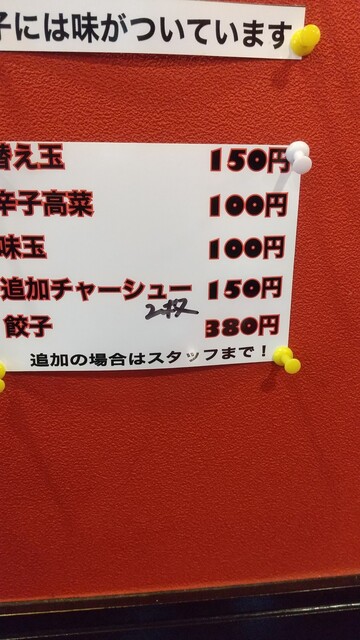 子には味がついています
替え玉 150円
辛子高菜 100円
味玉 100円
追加チャーシュー 150円
2枚
餃子 380円
追加の場合はスタッフまで！